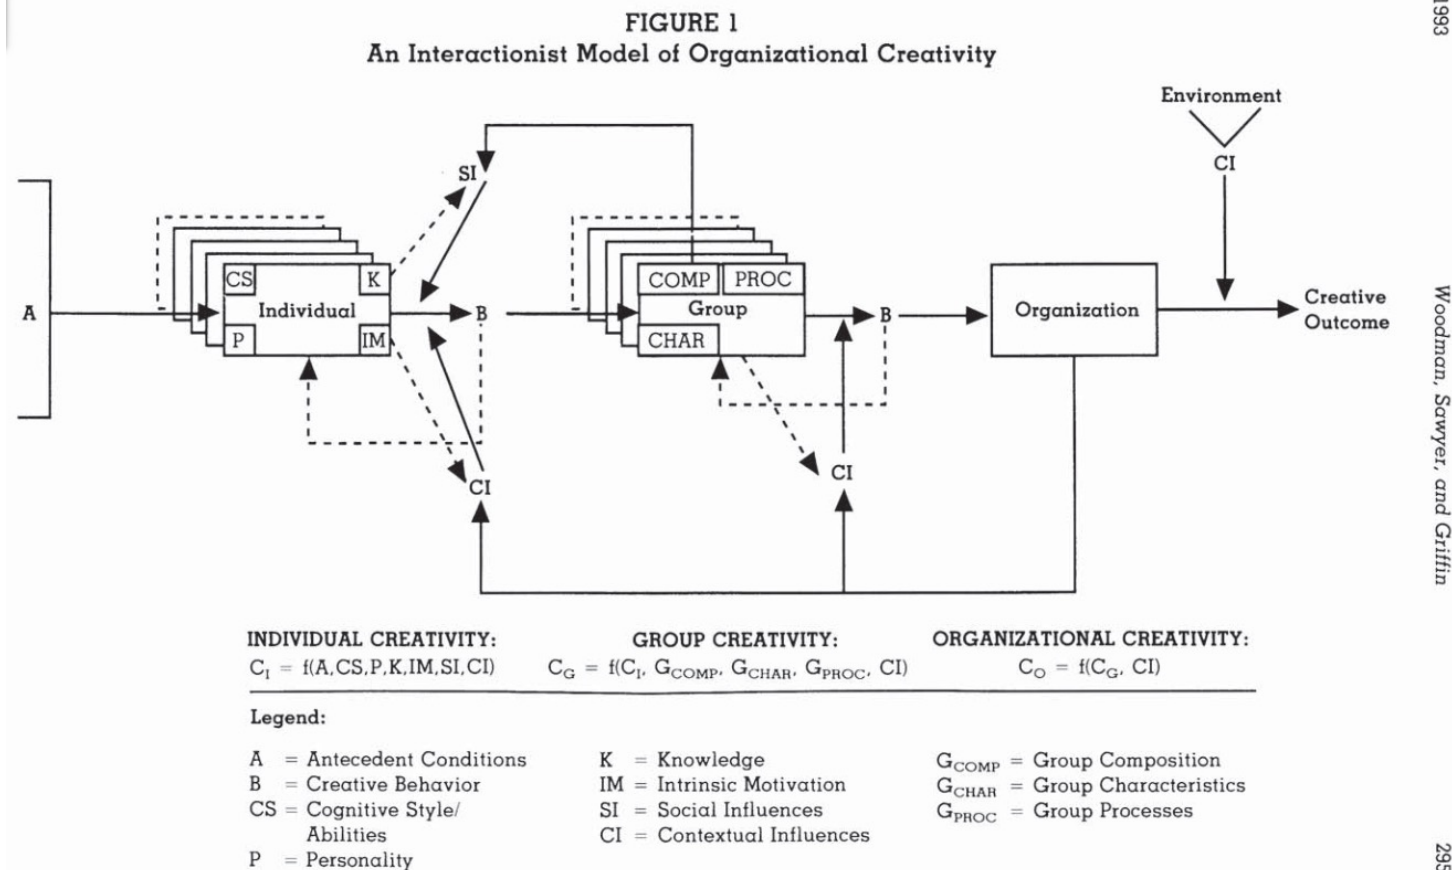 FIGURE 1
An Interactionist Model of Organizational Creativity
1993
Environment
CI
SI
CS
K
COMP
PROC
A
Individual
B
Group
B
Organization
Creative
Outcome
P
IM
CHAR
CI
CI
Woodman, Sawyer, and Griffin
INDIVIDUAL CREATIVITY:
C_I = f(A,CS,P,K,IM,SI,CI)
GROUP CREATIVITY:
C_G = f(C_I, G_COMP, G_CHAR, G_PROC, CI)
ORGANIZATIONAL CREATIVITY:
C_O = f(C_G, CI)
Legend:
A = Antecedent Conditions
B = Creative Behavior
CS = Cognitive Style/
Abilities
P = Personality
K = Knowledge
IM = Intrinsic Motivation
SI = Social Influences
CI = Contextual Influences
G_COMP = Group Composition
G_CHAR = Group Characteristics
G_PROC = Group Processes
295